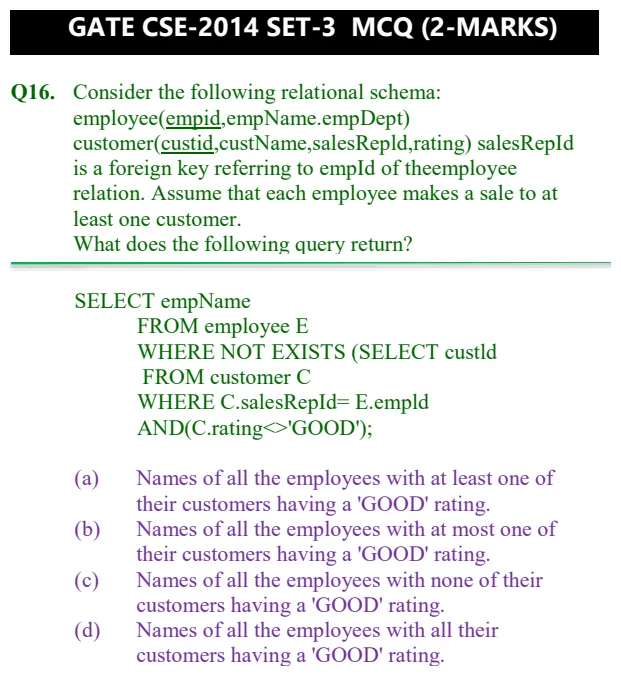 GATE CSE-2014 SET-3 MCQ (2-MARKS)
Q16. Consider the following relational schema:
employee(empid,empName.empDept)
customer(custid,custName,salesRepld,rating) salesRepId
is a foreign key referring to empId of theemployee
relation. Assume that each employee makes a sale to at
least one customer.
What does the following query return?
SELECT empName
FROM employee E
WHERE NOT EXISTS (SELECT custld
FROM customer C
WHERE C.salesRepId= E.empld
AND(C.rating<>'GOOD');
(a) Names of all the employees with at least one of
their customers having a 'GOOD' rating.
(b) Names of all the employees with at most one of
their customers having a 'GOOD' rating.
(c) Names of all the employees with none of their
customers having a 'GOOD' rating.
(d) Names of all the employees with all their
customers having a 'GOOD' rating.